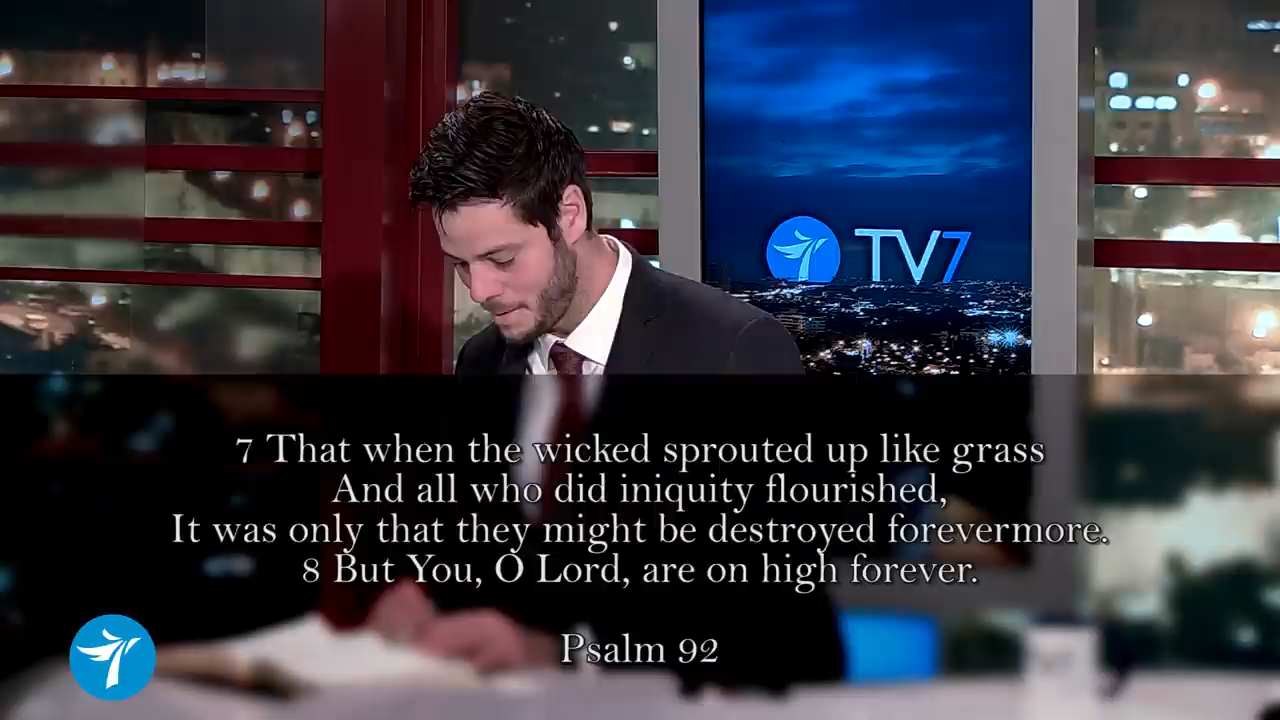 TV7
7 That when the wicked sprouted up like grass
And all who did iniquity flourished,
It was only that they might be destroyed forevermore.
8 But You, O Lord, are on high forever.
Psalm 92